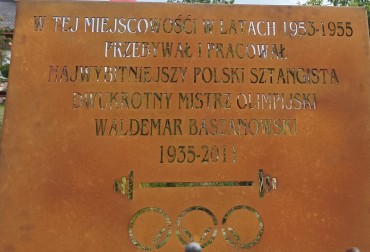 W TEJ MIEJSCOWOŚCI W LATACH 1953-1955
PRZEBYWAŁ I PRACOWAŁ
NAJWYBITNIEJSZY POLSKI SZTANGISTA
DWUKROTNY MISTRZ OLIMPIJSKI
WALDEMAR BASZANOWSKI
1935-2011